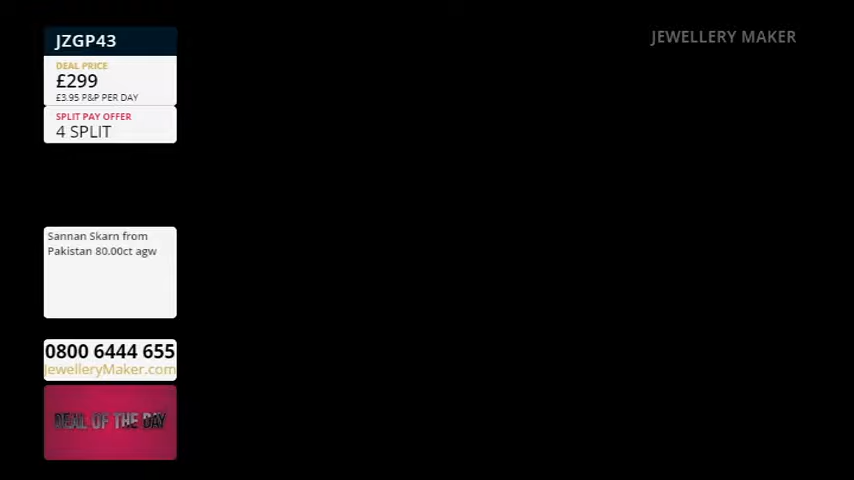 JZGP43
DEAL PRICE
£299
£3.95 P&P PER DAY
SPLIT PAY OFFER
4 SPLIT
JEWELLERY MAKER
Sannan Skarn from
Pakistan 80.00ct agw
0800 6444 655
JewelleryMaker.com
DEAL OF THE DAY